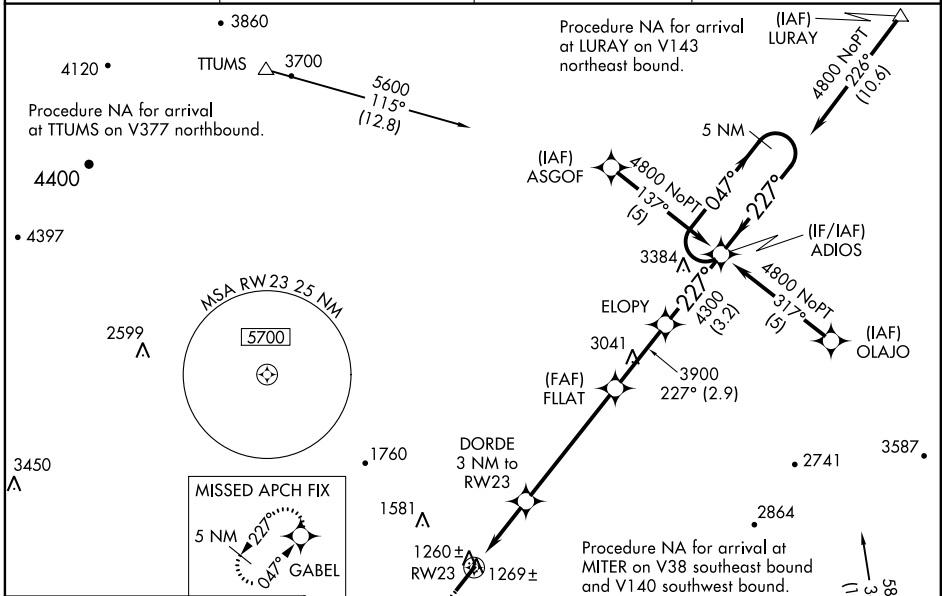 3860
Procedure NA for arrival
at LURAY on V143
northeast bound.
(IAF)
LURAY
4120
TTUMS
3700
5600
115°
(12.8)
4800 NoPT
226°
(10.6)
Procedure NA for arrival
at TTUMS on V377 northbound.
5 NM
4400
(IAF)
ASGOF
4800 NoPT
137°
(5)
047°
227°
4397
(IF/IAF)
ADIOS
3384
MSA RW23 25 NM
5700
227°
4300
(3.2)
4800 NoPT
317°
(5)
ELOPY
(IAF)
OLAJO
2599
3041
3900
227° (2.9)
(FAF)
FLLAT
DORDE
3 NM to
RW23
1760
2741
3587
3450
MISSED APCH FIX
5 NM
227°
047°
GABEL
1581
2864
1260±
RW23
1269±
Procedure NA for arrival at
MITER on V38 southeast bound
and V140 southwest bound.
58
3
(1